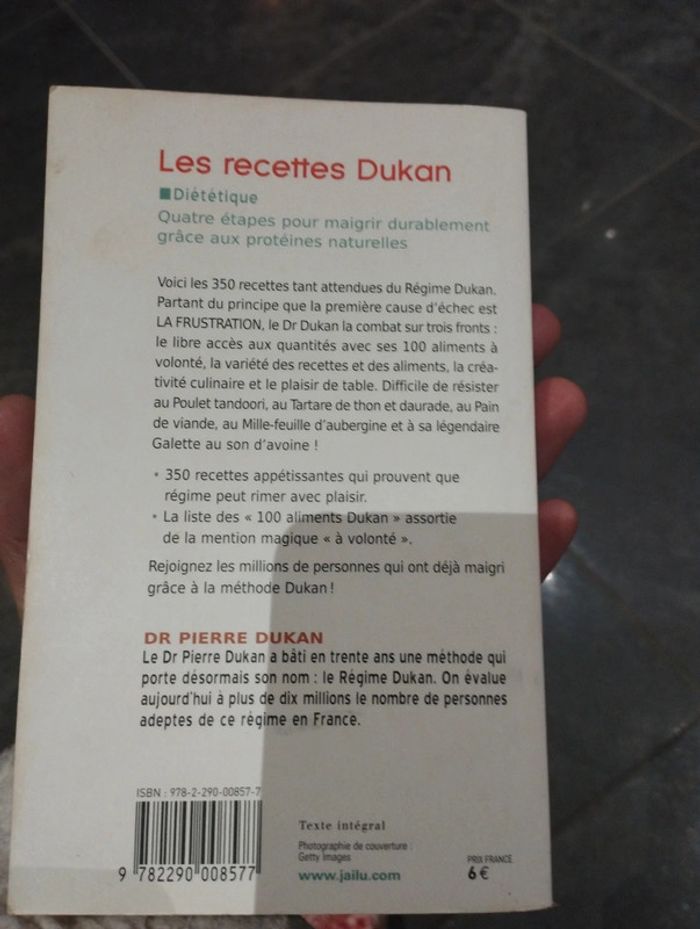 Les recettes Dukan
Diététique
Quatre étapes pour maigrir durablement
grâce aux protéines naturelles
Voici les 350 recettes tant attendues du Régime Dukan.
Partant du principe que la première cause d'échec est
LA FRUSTRATION, le Dr Dukan la combat sur trois fronts :
le libre accès aux quantités avec ses 100 aliments à
volonté, la variété des recettes et des aliments, la créa-
tivité culinaire et le plaisir de table. Difficile de résister
au Poulet tandoori, au Tartare de thon et daurade, au Pain
de viande, au Mille-feuille d'aubergine et à sa légendaire
Galette au son d'avoine !
• 350 recettes appétissantes qui prouvent que
régime peut rimer avec plaisir.
• La liste des « 100 aliments Dukan » assortie
de la mention magique « à volonté ».
Rejoignez les millions de personnes qui ont déjà maigri
grâce à la méthode Dukan !
DR PIERRE DUKAN
Le Dr Pierre Dukan a bâti en trente ans une méthode qui
porte désormais son nom : le Régime Dukan. On évalue
aujourd'hui à plus de dix millions le nombre de personnes
adeptes de ce régime en France.
ISBN : 978-2-290-00857-7
9 782290 008577
Texte intégral
Photographie de couverture :
Getty Images
www.jailu.com
PRIX FRANCE
6 €